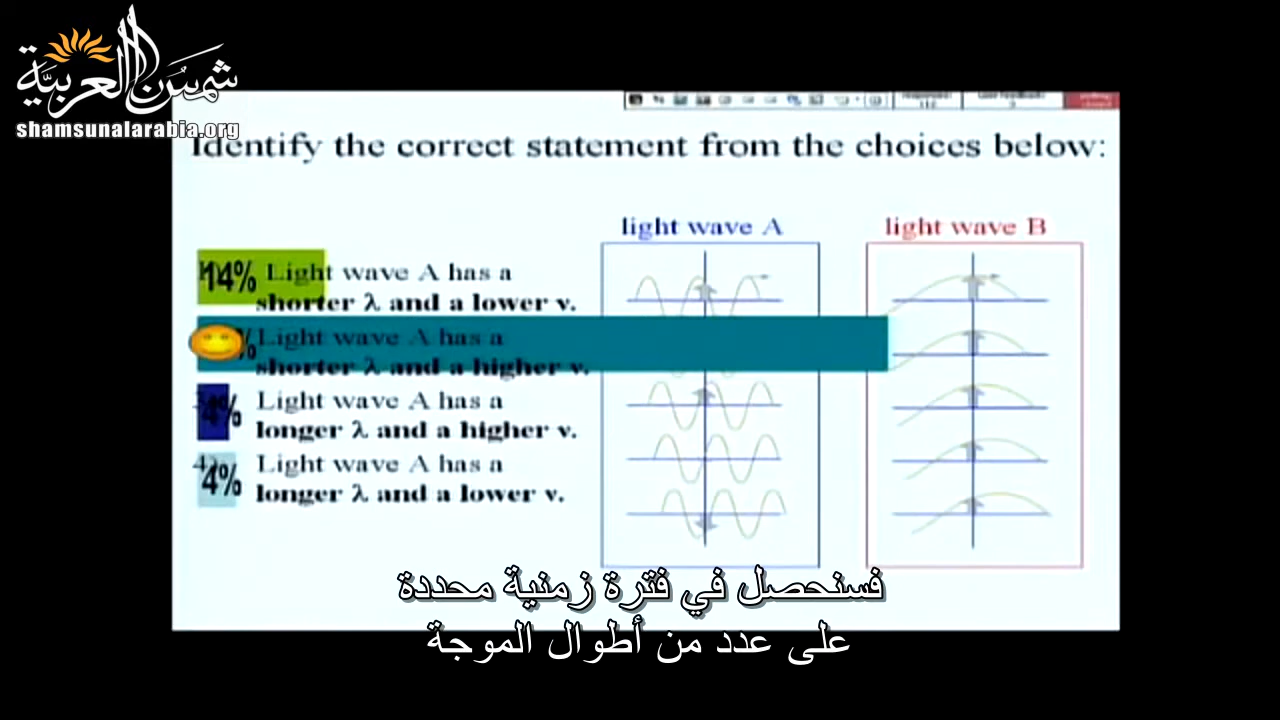 شمس العربية
shamsunalarabia.org
Identify the correct statement from the choices below:
light wave A
light wave B
14% Light wave A has a
shorter λ and a lower ν.
% Light wave A has a
shorter λ and a higher ν.
4% Light wave A has a
longer λ and a higher ν.
4% Light wave A has a
longer λ and a lower ν.
فسنحصل في فترة زمنية محددة
على عدد من أطوال الموجة